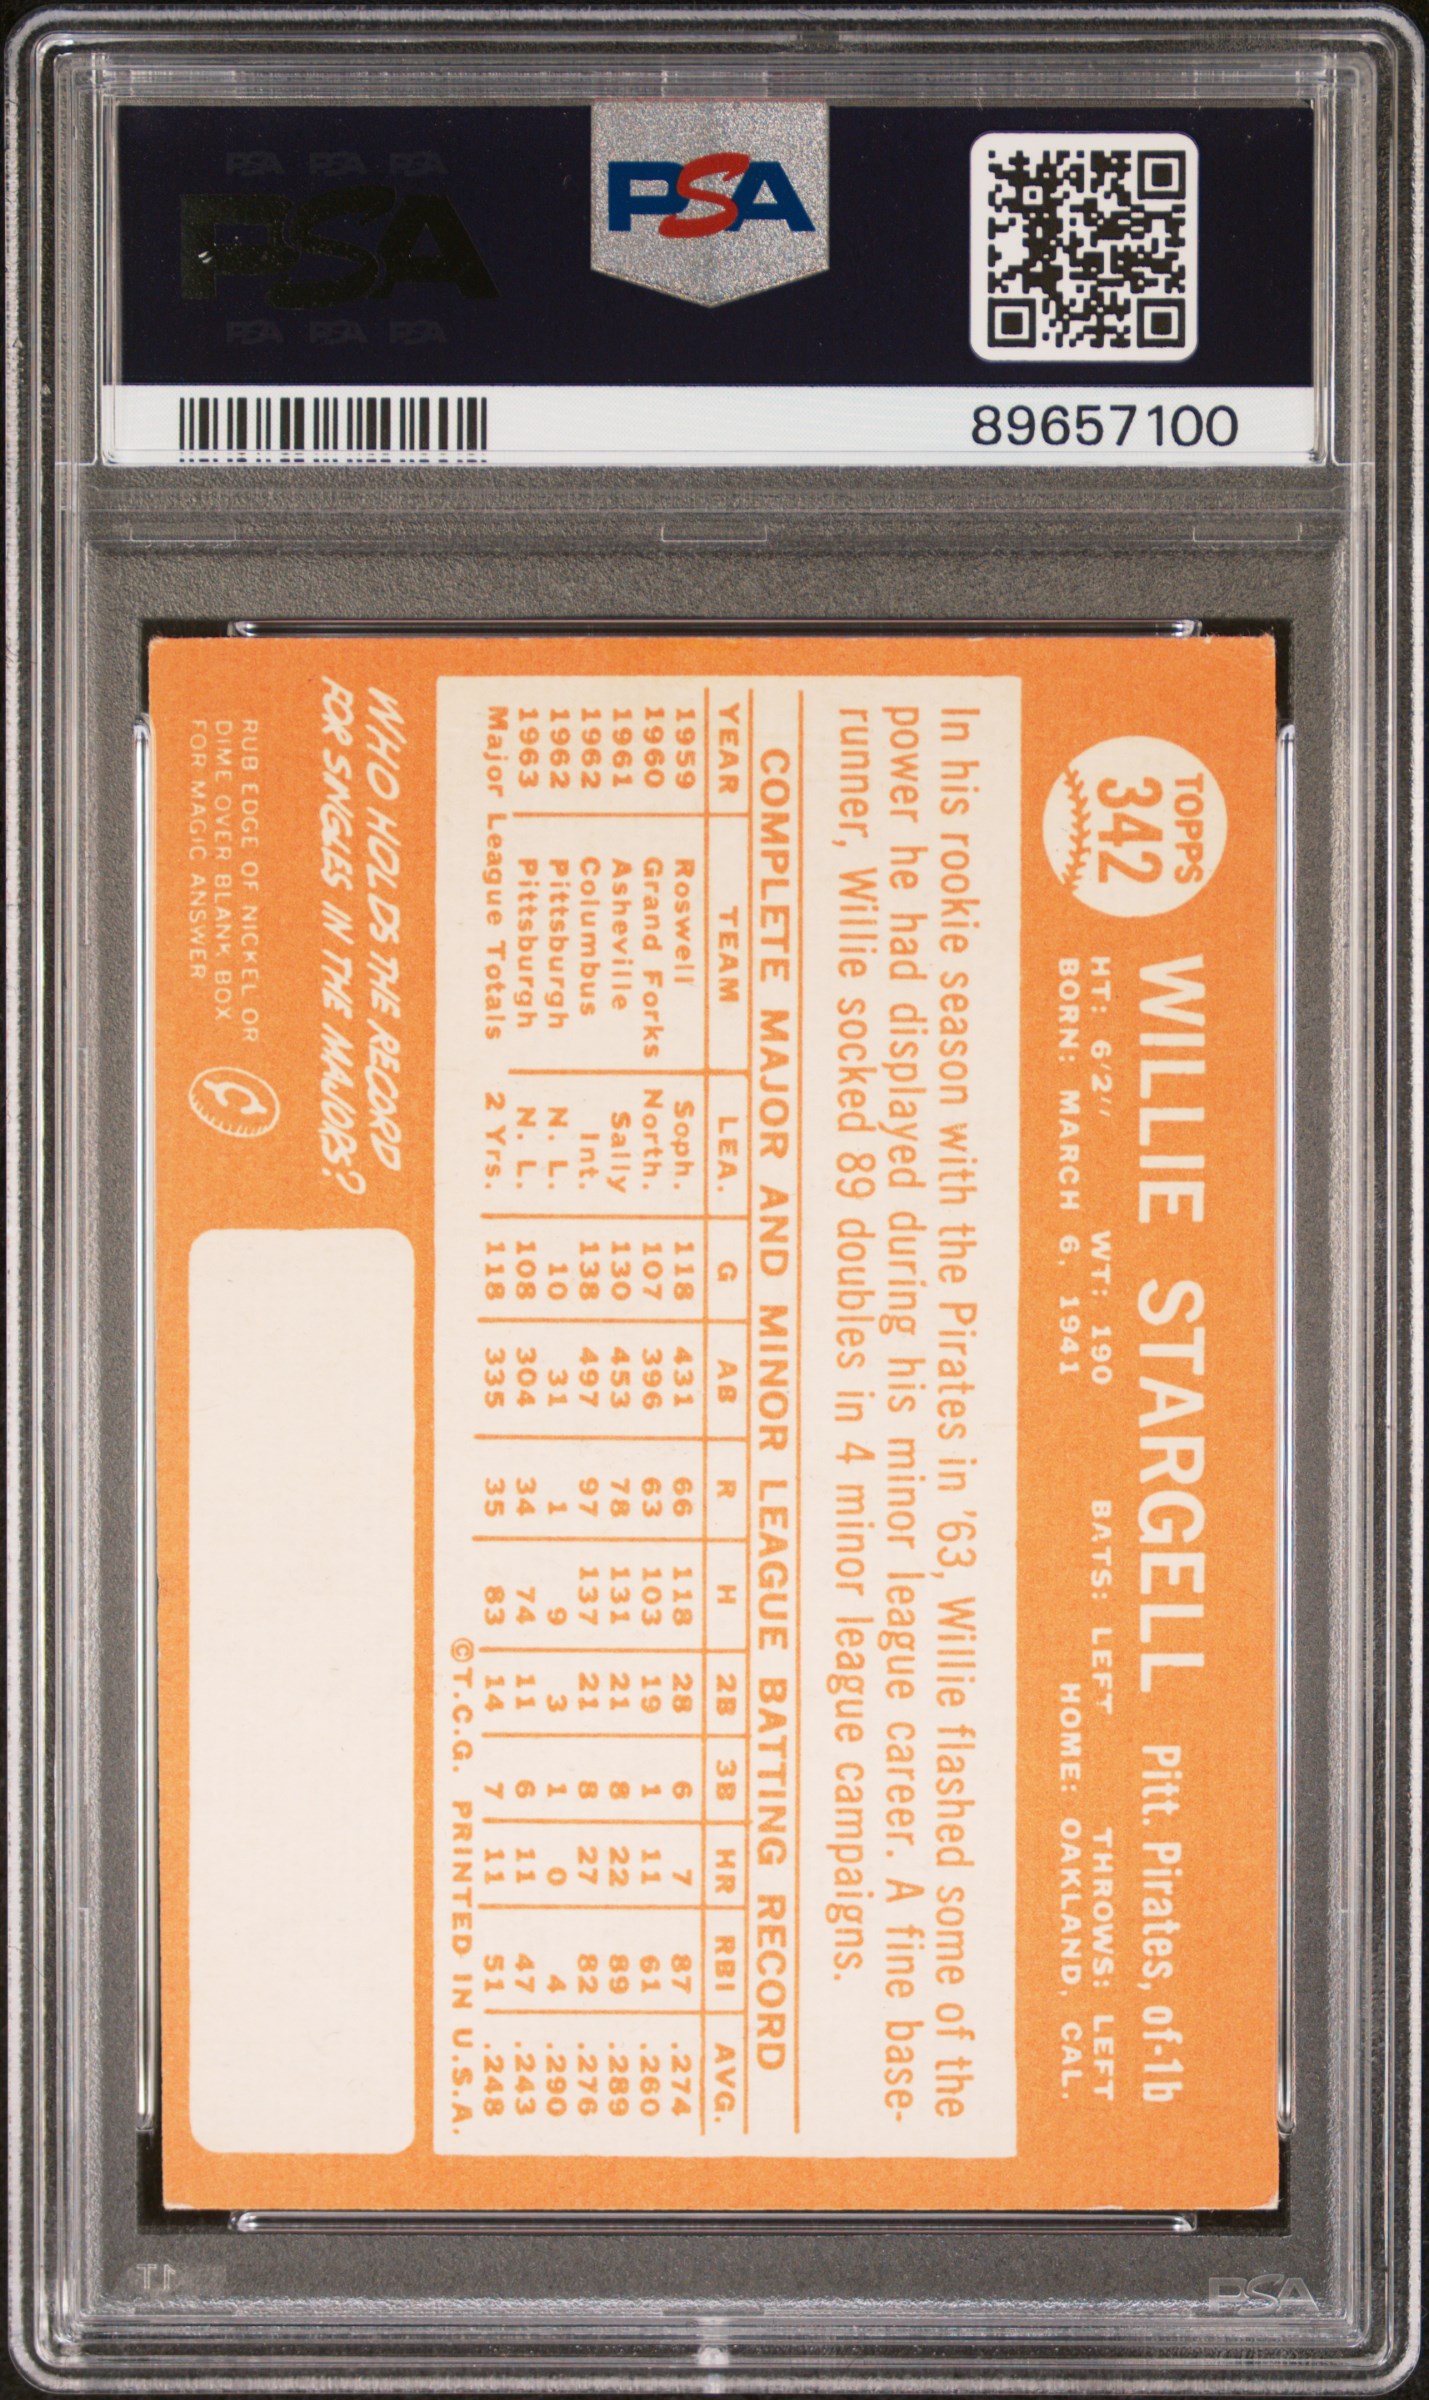 PSA PSA PSA
PSA
PSA PSA PSA
PSA
89657100
TOPPS
342
WILLIE STARGELL Pitt. Pirates, of-1b
HT: 6'2" WT: 190 BATS: LEFT THROWS: LEFT
BORN: MARCH 6, 1941 HOME: OAKLAND, CAL.
In his rookie season with the Pirates in '63, Willie flashed some of the
power he had displayed during his minor league career. A fine base-
runner, Willie socked 89 doubles in 4 minor league campaigns.
COMPLETE MAJOR AND MINOR LEAGUE BATTING RECORD
YEAR TEAM LEA. G AB R H 2B 3B HR RBI AVG.
1959 Roswell Soph. 118 431 66 118 28 6 7 87 .274
1960 Grand Forks North. 107 396 63 103 19 1 11 61 .260
1961 Asheville Sally 130 453 78 131 21 8 22 89 .289
1962 Columbus Int. 138 497 97 137 21 8 27 82 .276
1962 Pittsburgh N. L. 10 31 1 9 3 1 0 4 .290
1963 Pittsburgh N. L. 108 304 34 74 11 6 11 47 .243
Major League Totals 2 Yrs. 118 335 35 83 14 7 11 51 .248
©T.C.G. PRINTED IN U.S.A.
WHO HOLDS THE RECORD
FOR SINGLES IN THE MAJORS?
RUB EDGE OF NICKEL OR
DIME OVER BLANK BOX
FOR MAGIC ANSWER
PSA